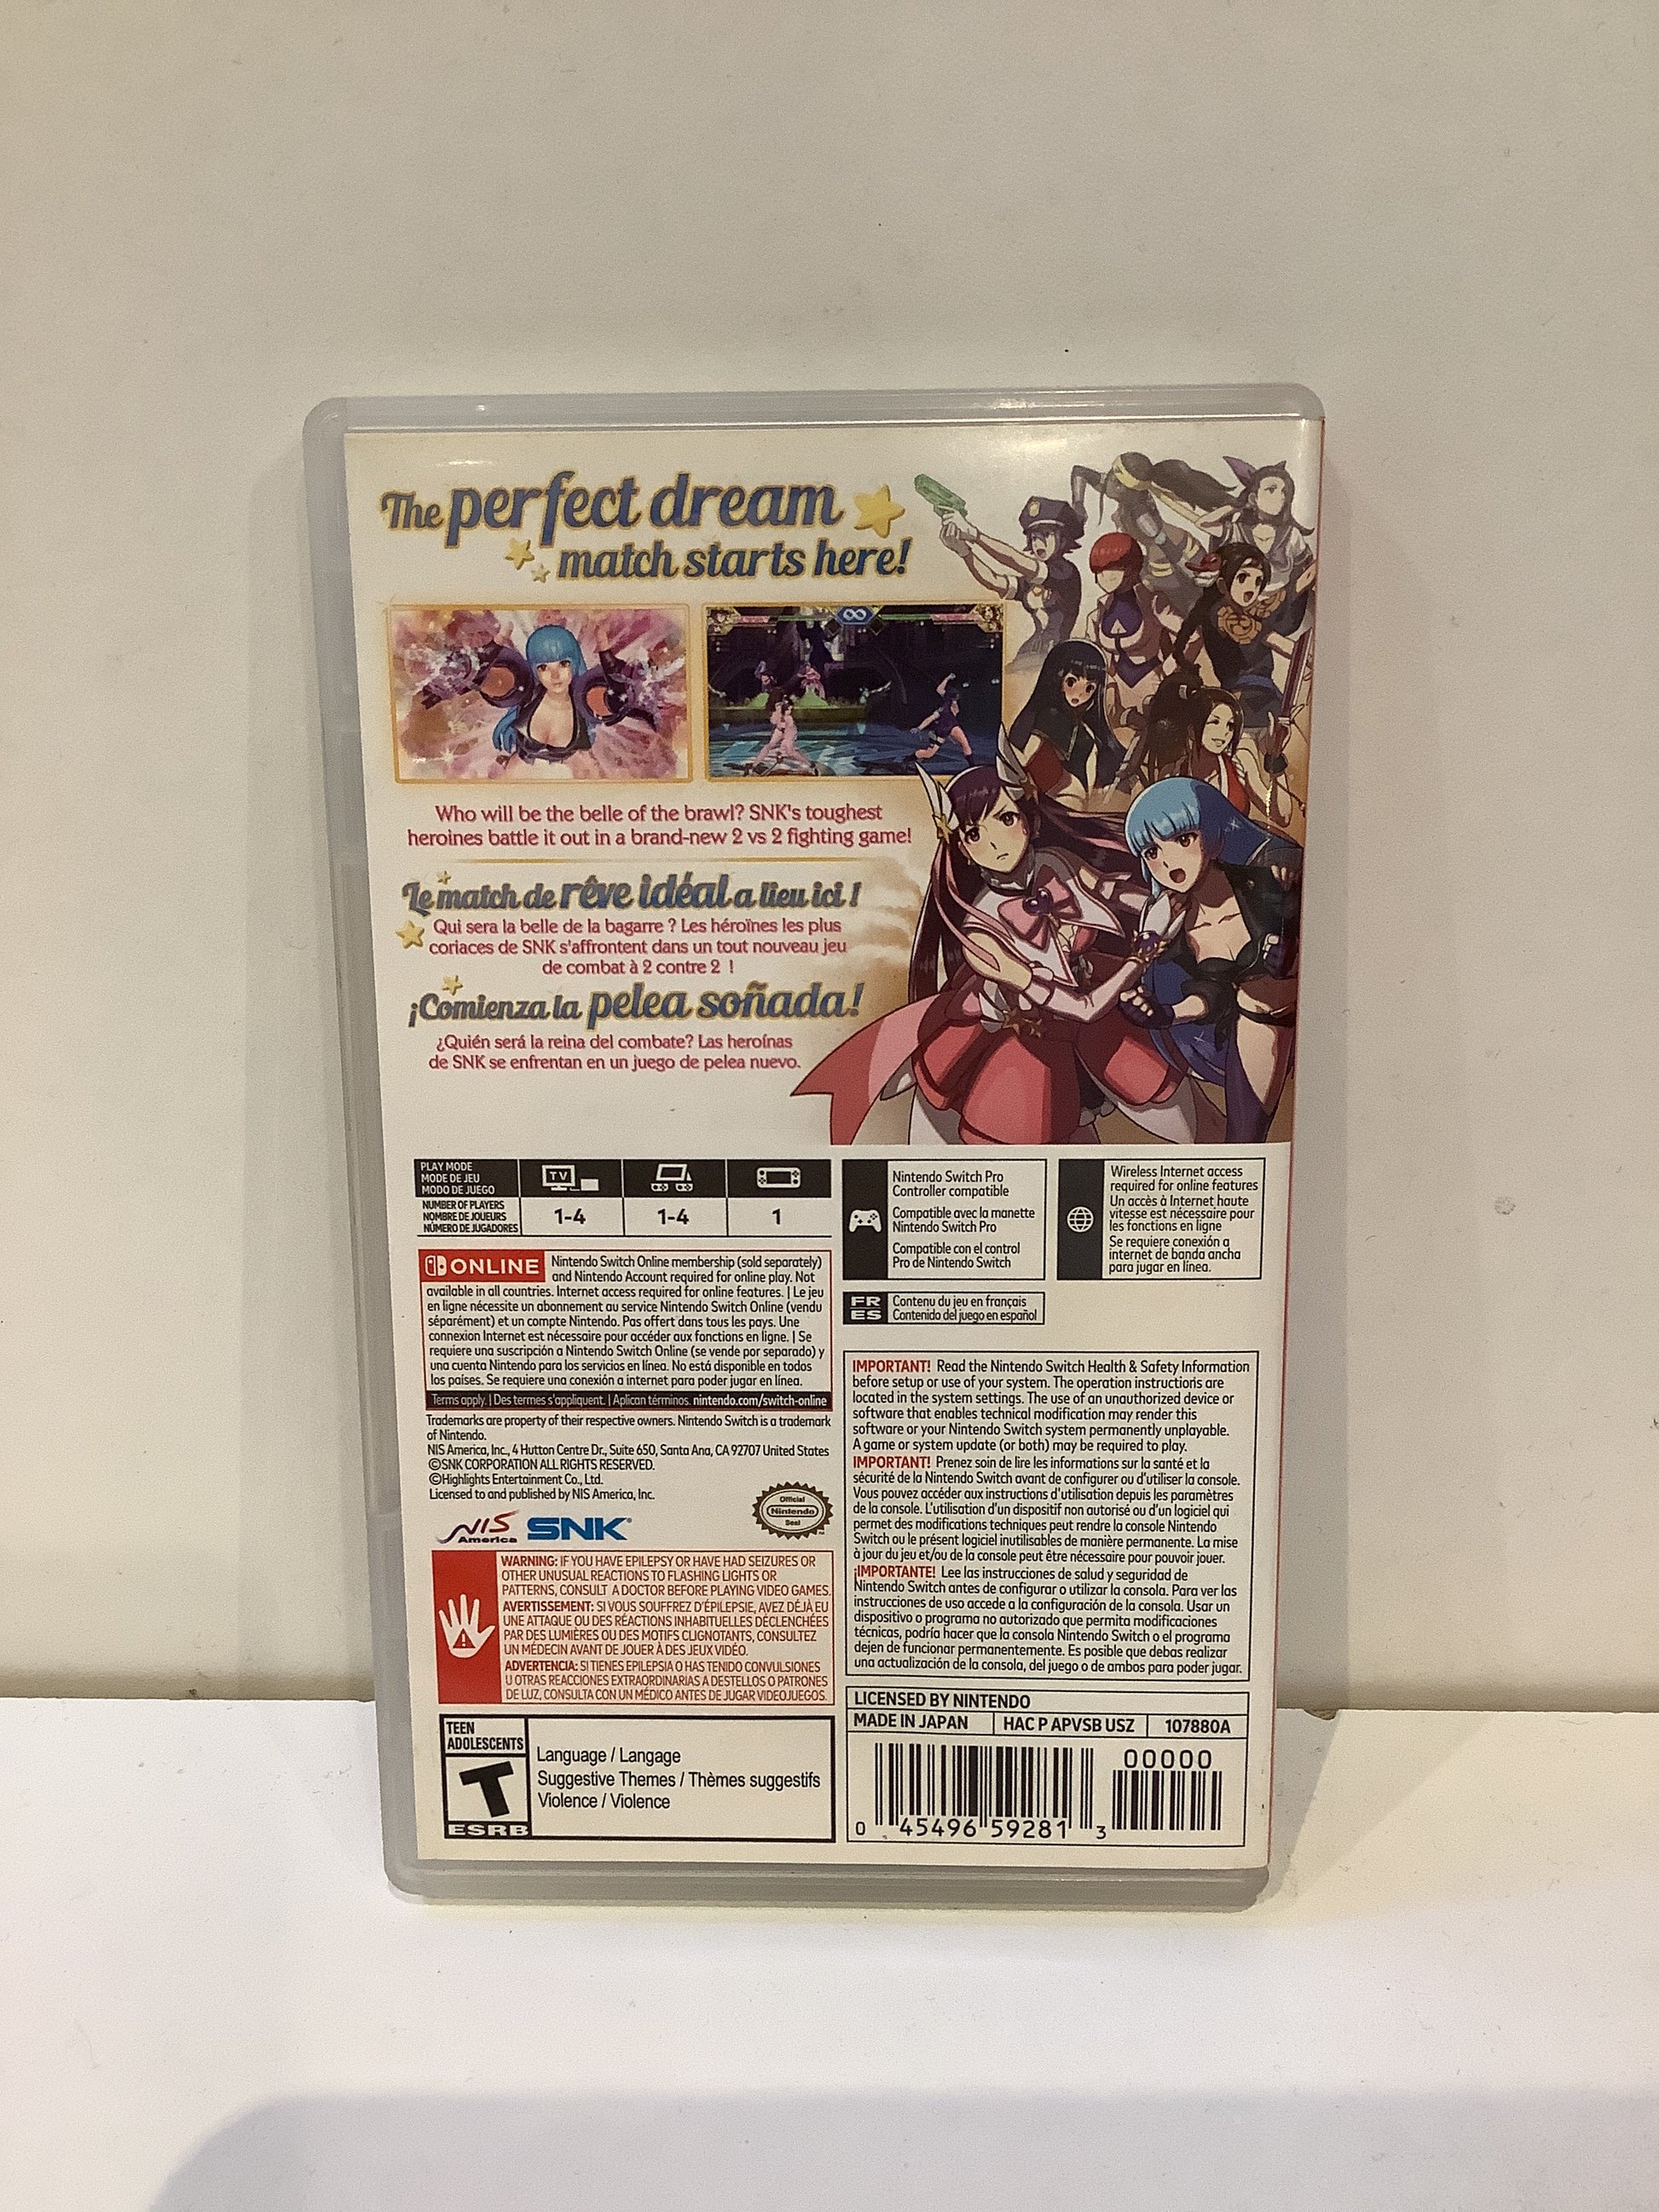 The perfect dream
match starts here!
Who will be the belle of the brawl? SNK's toughest
heroines battle it out in a brand-new 2 vs 2 fighting game!
Le match de rêve idéal a lieu ici !
Qui sera la belle de la bagarre ? Les héroïnes les plus
coriaces de SNK s'affrontent dans un tout nouveau jeu
de combat à 2 contre 2 !
¡Comienza la pelea soñada!
¿Quién será la reina del combate? Las heroínas
de SNK se enfrentan en un juego de pelea nuevo.
PLAY MODE
MODE DE JEU
MODO DE JUEGO
TV
NUMBER OF PLAYERS
NOMBRE DE JOUEURS
NÚMERO DE JUGADORES
1-4
1-4
1
Nintendo Switch Pro
Controller compatible
Compatible avec la manette
Nintendo Switch Pro
Compatible con el control
Pro de Nintendo Switch
Wireless Internet access
required for online features
Un accès à Internet haute
vitesse est nécessaire pour
les fonctions en ligne
Se requiere conexión a
internet de banda ancha
para jugar en línea.
FR
ES
Contenu du jeu en français
Contenido del juego en español
ONLINE
Nintendo Switch Online membership (sold separately)
and Nintendo Account required for online play. Not
available in all countries. Internet access required for online features. | Le jeu
en ligne nécessite un abonnement au service Nintendo Switch Online (vendu
séparément) et un compte Nintendo. Pas offert dans tous les pays. Une
connexion Internet est nécessaire pour accéder aux fonctions en ligne. | Se
requiere una suscripción a Nintendo Switch Online (se vende por separado) y
una cuenta Nintendo para los servicios en línea. No está disponible en todos
los países. Se requiere una conexión a internet para poder jugar en línea.
Terms apply. | Des termes s'appliquent. | Aplican términos. nintendo.com/switch-online
Trademarks are property of their respective owners. Nintendo Switch is a trademark
of Nintendo.
NIS America, Inc., 4 Hutton Centre Dr., Suite 650, Santa Ana, CA 92707 United States
©SNK CORPORATION ALL RIGHTS RESERVED.
©Highlights Entertainment Co., Ltd.
Licensed to and published by NIS America, Inc.
NIS
America
SNK
Official
Nintendo
Seal
WARNING: IF YOU HAVE EPILEPSY OR HAVE HAD SEIZURES OR
OTHER UNUSUAL REACTIONS TO FLASHING LIGHTS OR
PATTERNS, CONSULT A DOCTOR BEFORE PLAYING VIDEO GAMES.
AVERTISSEMENT: SI VOUS SOUFFREZ D'ÉPILEPSIE, AVEZ DÉJÀ EU
UNE ATTAQUE OU DES RÉACTIONS INHABITUELLES DÉCLENCHÉES
PAR DES LUMIÈRES OU DES MOTIFS CLIGNOTANTS, CONSULTEZ
UN MÉDECIN AVANT DE JOUER À DES JEUX VIDÉO.
ADVERTENCIA: SI TIENES EPILEPSIA O HAS TENIDO CONVULSIONES
U OTRAS REACCIONES EXTRAORDINARIAS A DESTELLOS O PATRONES
DE LUZ, CONSULTA CON UN MÉDICO ANTES DE JUGAR VIDEOJUEGOS.
IMPORTANT! Read the Nintendo Switch Health & Safety Information
before setup or use of your system. The operation instructions are
located in the system settings. The use of an unauthorized device or
software that enables technical modification may render this
software or your Nintendo Switch system permanently unplayable.
A game or system update (or both) may be required to play.
IMPORTANT! Prenez soin de lire les informations sur la santé et la
sécurité de la Nintendo Switch avant de configurer ou d'utiliser la console.
Vous pouvez accéder aux instructions d'utilisation depuis les paramètres
de la console. L'utilisation d'un dispositif non autorisé ou d'un logiciel qui
permet des modifications techniques peut rendre la console Nintendo
Switch ou le présent logiciel inutilisables de manière permanente. La mise
à jour du jeu et/ou de la console peut être nécessaire pour pouvoir jouer.
¡IMPORTANTE! Lee las instrucciones de salud y seguridad de
Nintendo Switch antes de configurar o utilizar la consola. Para ver las
instrucciones de uso accede a la configuración de la consola. Usar un
dispositivo o programa no autorizado que permita modificaciones
técnicas, podría hacer que la consola Nintendo Switch o el programa
dejen de funcionar permanentemente. Es posible que debas realizar
una actualización de la consola, del juego o de ambos para poder jugar.
TEEN
ADOLESCENTS
T
ESRB
Language / Langage
Suggestive Themes / Thèmes suggestifs
Violence / Violence
LICENSED BY NINTENDO
MADE IN JAPAN
HAC P APVSB USZ
107880A
00000
0 45496 59281 3